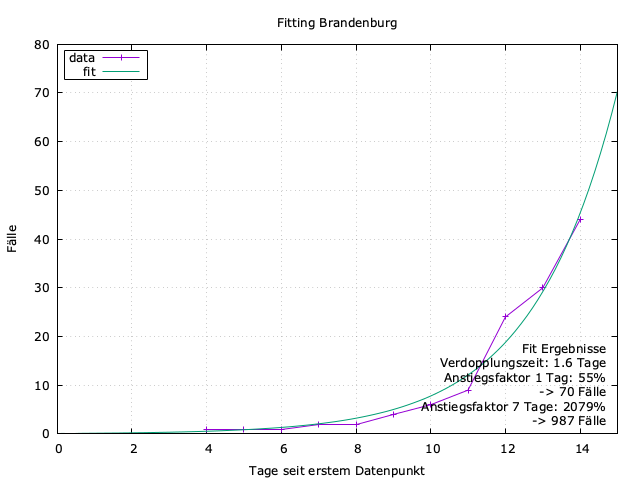 Fitting Brandenburg
80
70
60
50
40
30
20
10
0
Fälle
data
fit
Fit Ergebnisse
Verdopplungszeit: 1.6 Tage
Anstiegsfaktor 1 Tag: 55%
-> 70 Fälle
Anstiegsfaktor 7 Tage: 2079%
-> 987 Fälle
0 2 4 6 8 10 12 14
Tage seit erstem Datenpunkt